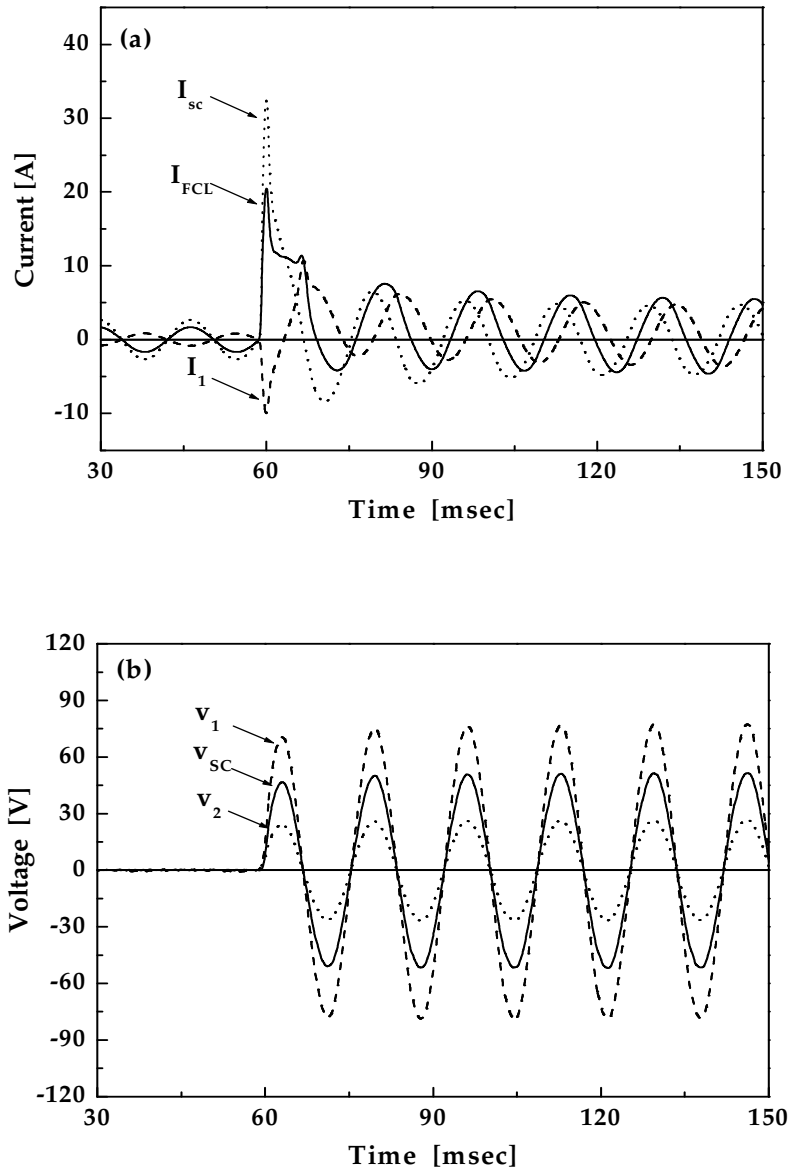 (a)
40
30
20
10
0
-10
Current [A]
I_sc
I_FCL
I_1
30 60 90 120 150
Time [msec]
(b)
120
90
60
30
0
-30
-60
-90
-120
Voltage [V]
v_1
v_SC
v_2
30 60 90 120 150
Time [msec]